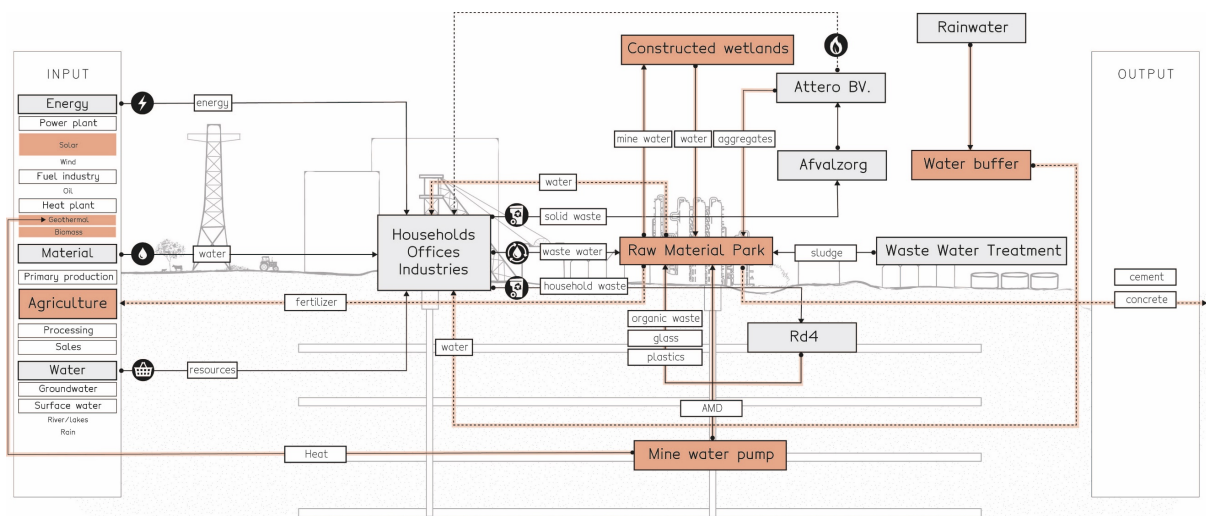 INPUT
Energy
Power plant
Solar
Wind
Fuel industry
Oil
Heat plant
Geothermal
Biomass
Material
Primary production
Agriculture
Processing
Sales
Water
Groundwater
Surface water
River/lakes
Rain
energy
water
fertilizer
resources
Heat
Households
Offices
Industries
water
solid waste
waste water
household waste
water
Constructed wetlands
mine water
water
aggregates
Raw Material Park
organic waste
glass
plastics
AMD
Mine water pump
Attero BV.
Afvalzorg
sludge
Rd4
Rainwater
Water buffer
Waste Water Treatment
OUTPUT
cement
concrete